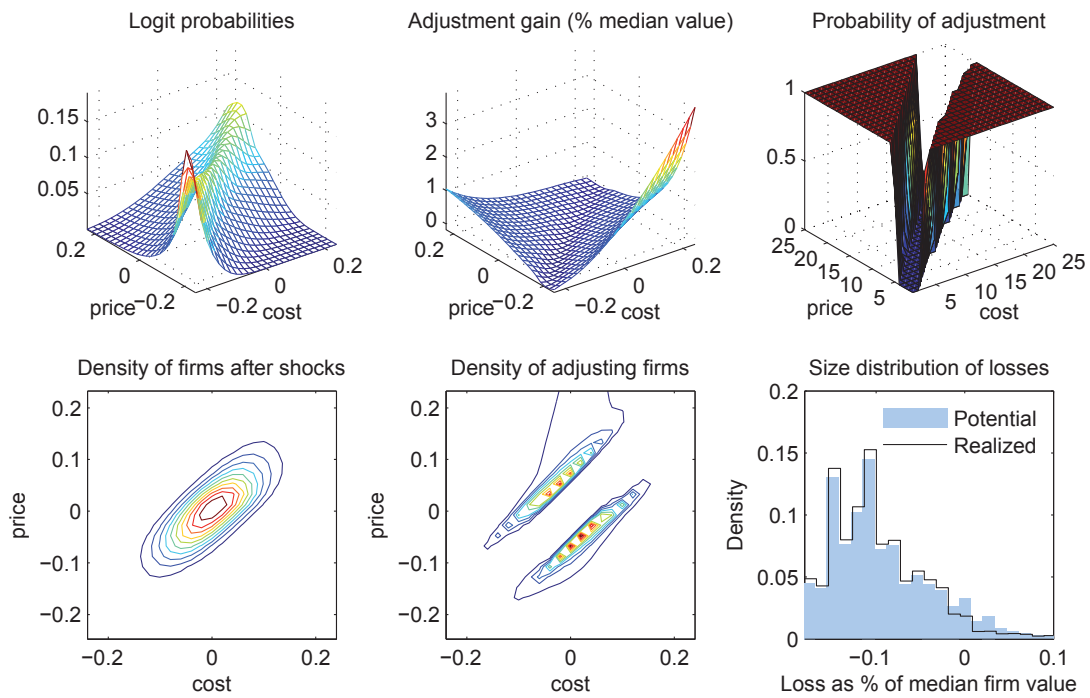 Logit probabilities
0.15
0.1
0.05
0.2
0
−0.2
price
−0.2
0
0.2
cost
Adjustment gain (% median value)
3
2
1
0
0.2
0
−0.2
price
−0.2
0
0.2
cost
Probability of adjustment
1
0.5
0
25
20
15
10
5
price
5
10
15
20
25
cost
Density of firms after shocks
0.2
0.1
0
−0.1
−0.2
price
−0.2
0
0.2
cost
Density of adjusting firms
0.2
0.1
0
−0.1
−0.2
price
−0.2
0
0.2
cost
Size distribution of losses
Potential
Realized
0.2
0.15
0.1
0.05
0
Density
−0.1
0
0.1
Loss as % of median firm value